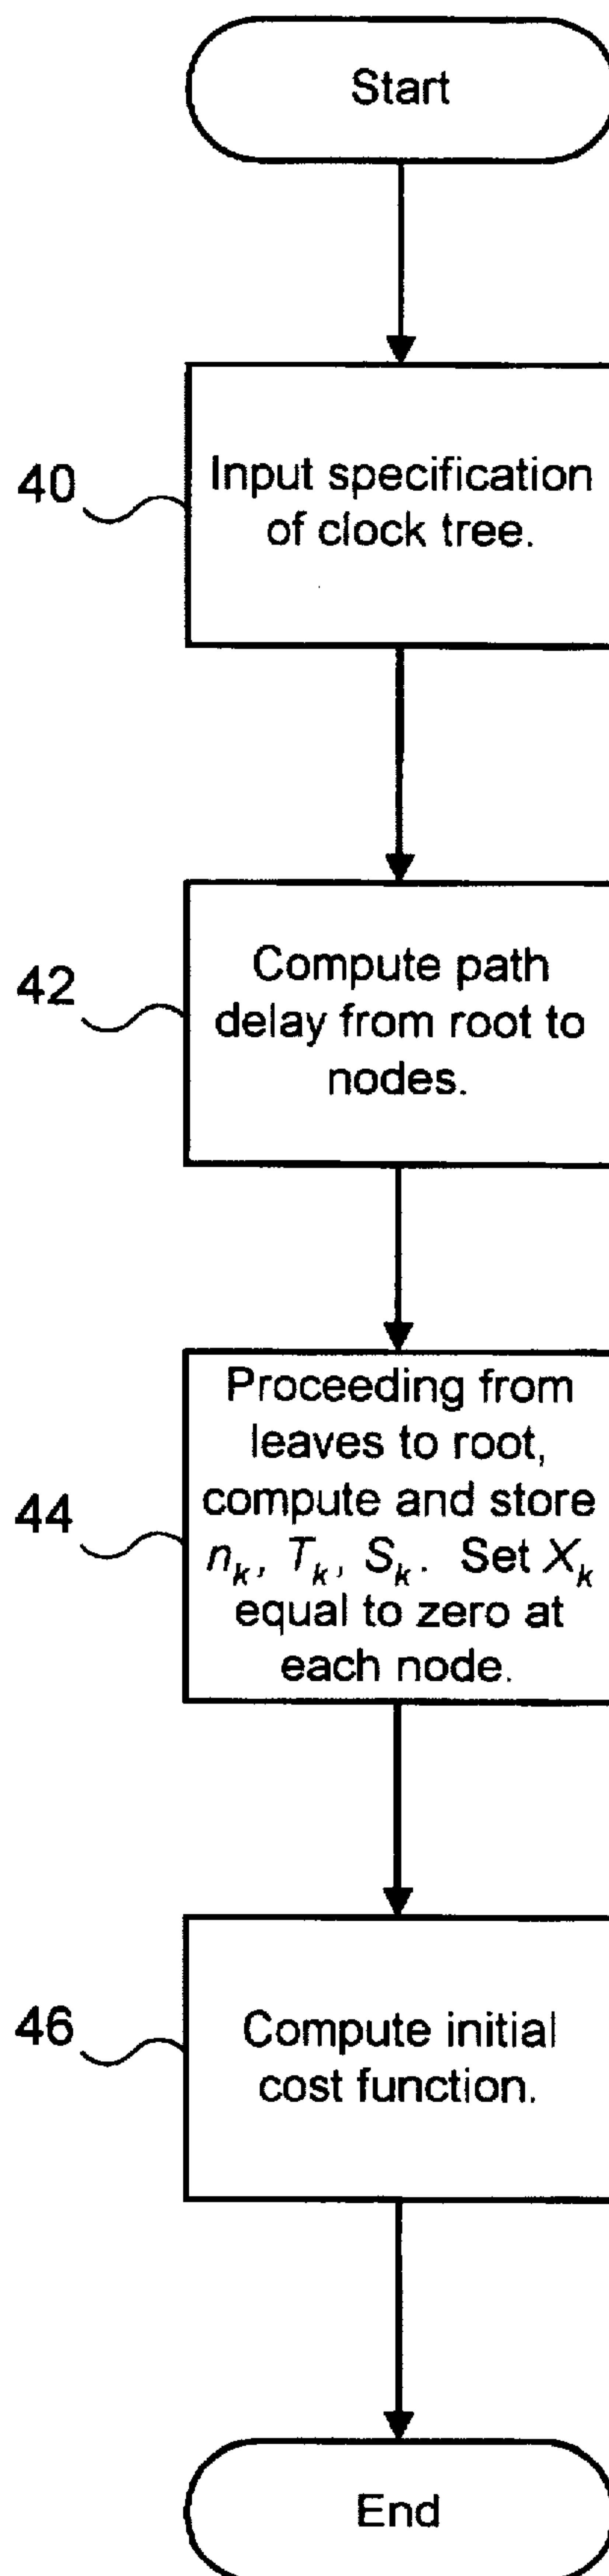 Start
40
Input specification
of clock tree.
42
Compute path
delay from root to
nodes.
44
Proceeding from
leaves to root,
compute and store
n_k, T_k, S_k. Set X_k
equal to zero at
each node.
46
Compute initial
cost function.
End